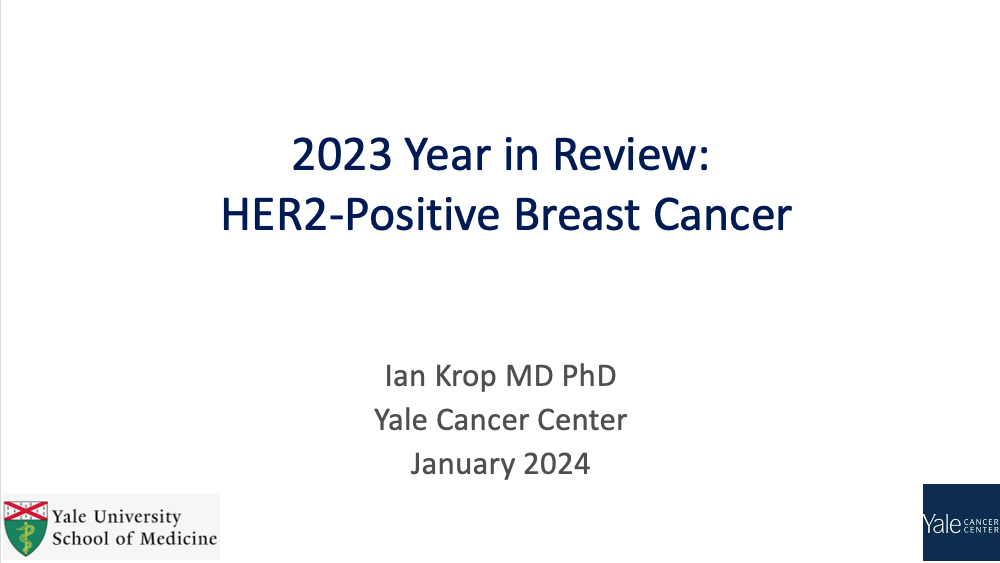 2023 Year in Review:
HER2-Positive Breast Cancer
Ian Krop MD PhD
Yale Cancer Center
January 2024
Yale University
School of Medicine
Yale CANCER
CENTER